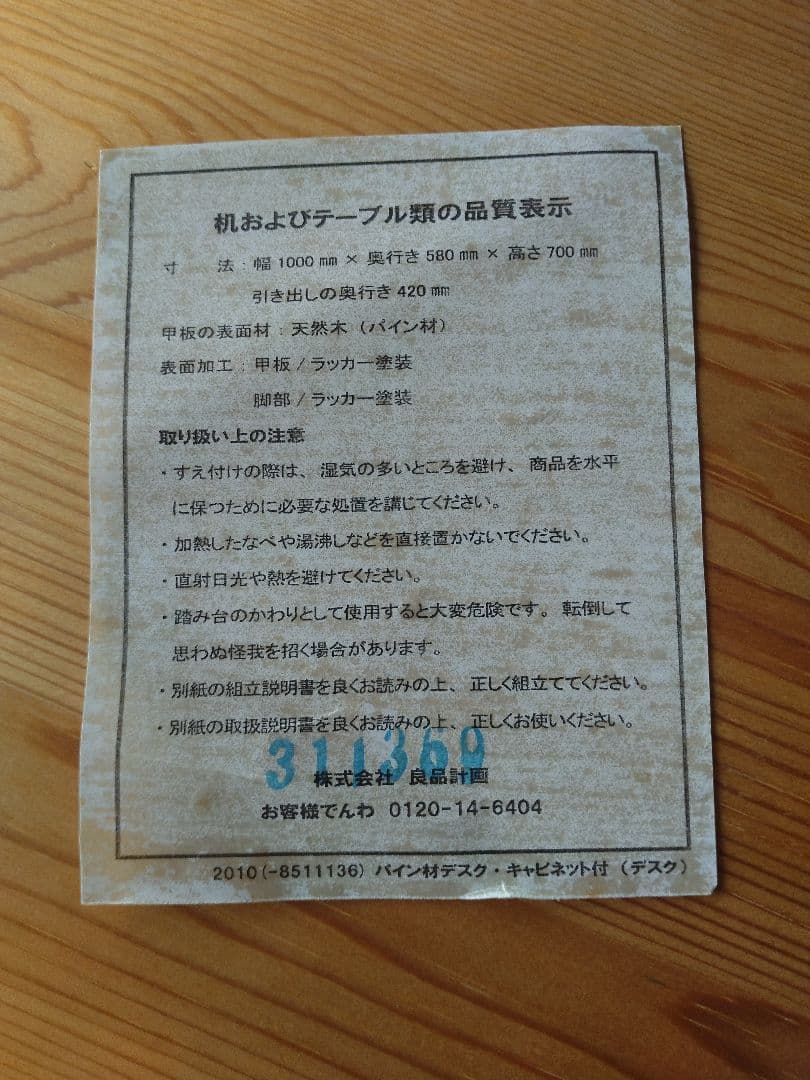 机およびテーブル類の品質表示
寸　法：幅 1000 ㎜ × 奥行き 580 ㎜ × 高さ 700 ㎜
引き出しの奥行き 420 ㎜
甲板の表面材：天然木（パイン材）
表面加工：甲板 / ラッカー塗装
脚部 / ラッカー塗装
取り扱い上の注意
・すえ付けの際は、湿気の多いところを避け、商品を水平
に保つために必要な処置を講じてください。
・加熱したなべや湯沸しなどを直接置かないでください。
・直射日光や熱を避けてください。
・踏み台のかわりとして使用すると大変危険です。転倒して
思わぬ怪我を招く場合があります。
・別紙の組立説明書を良くお読みの上、正しく組立ててください。
・別紙の取扱説明書を良くお読みの上、正しくお使いください。
311369
株式会社 良品計画
お客様でんわ 0120-14-6404
2010(-8511136) パイン材デスク・キャビネット付（デスク）